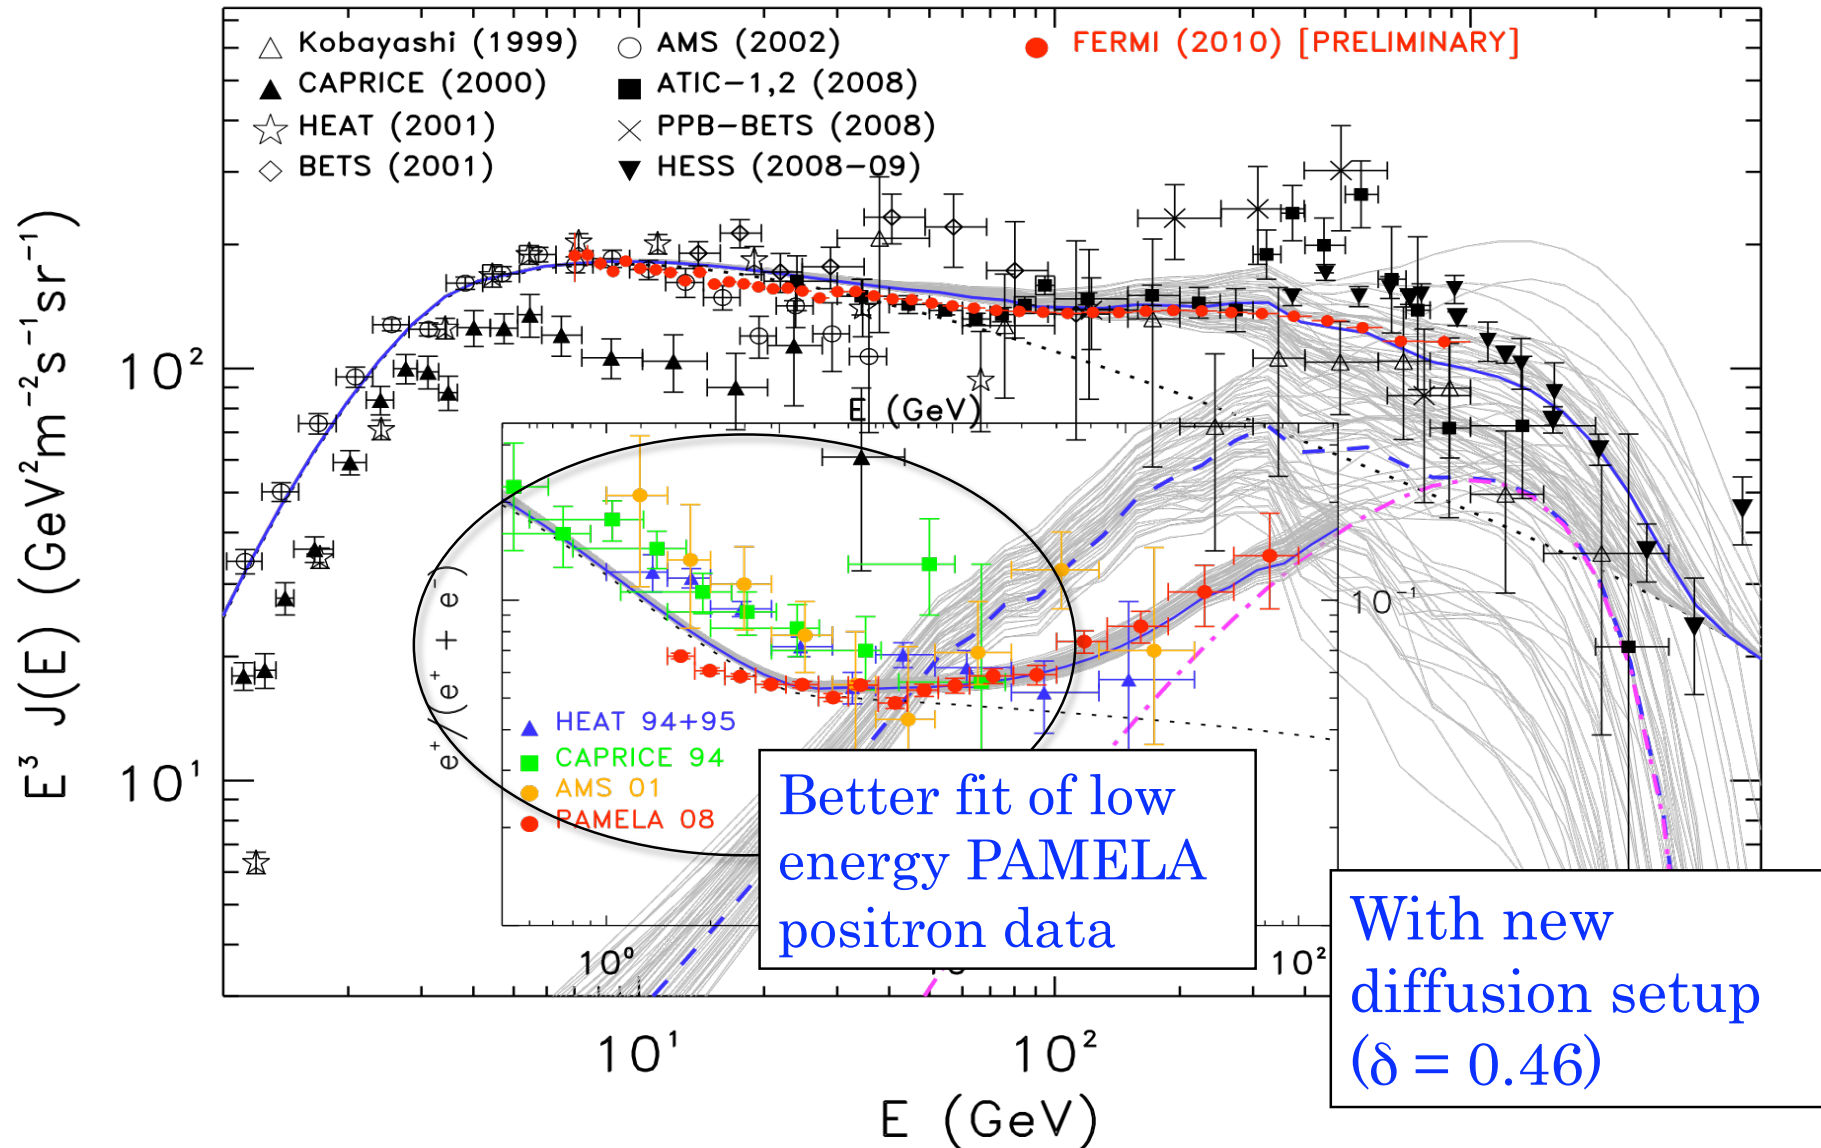 Kobayashi (1999)
CAPRICE (2000)
HEAT (2001)
BETS (2001)
AMS (2002)
ATIC-1,2 (2008)
PPB-BETS (2008)
HESS (2008-09)
FERMI (2010) [PRELIMINARY]
E³ J(E) (GeV²m⁻²s⁻¹sr⁻¹)
10²
10¹
E (GeV)
e⁺/(e⁺ + e⁻)
10⁻¹
HEAT 94+95
CAPRICE 94
AMS 01
PAMELA 08
Better fit of low
energy PAMELA
positron data
10⁰
10²
With new
diffusion setup
(δ = 0.46)
10¹
10²
E (GeV)